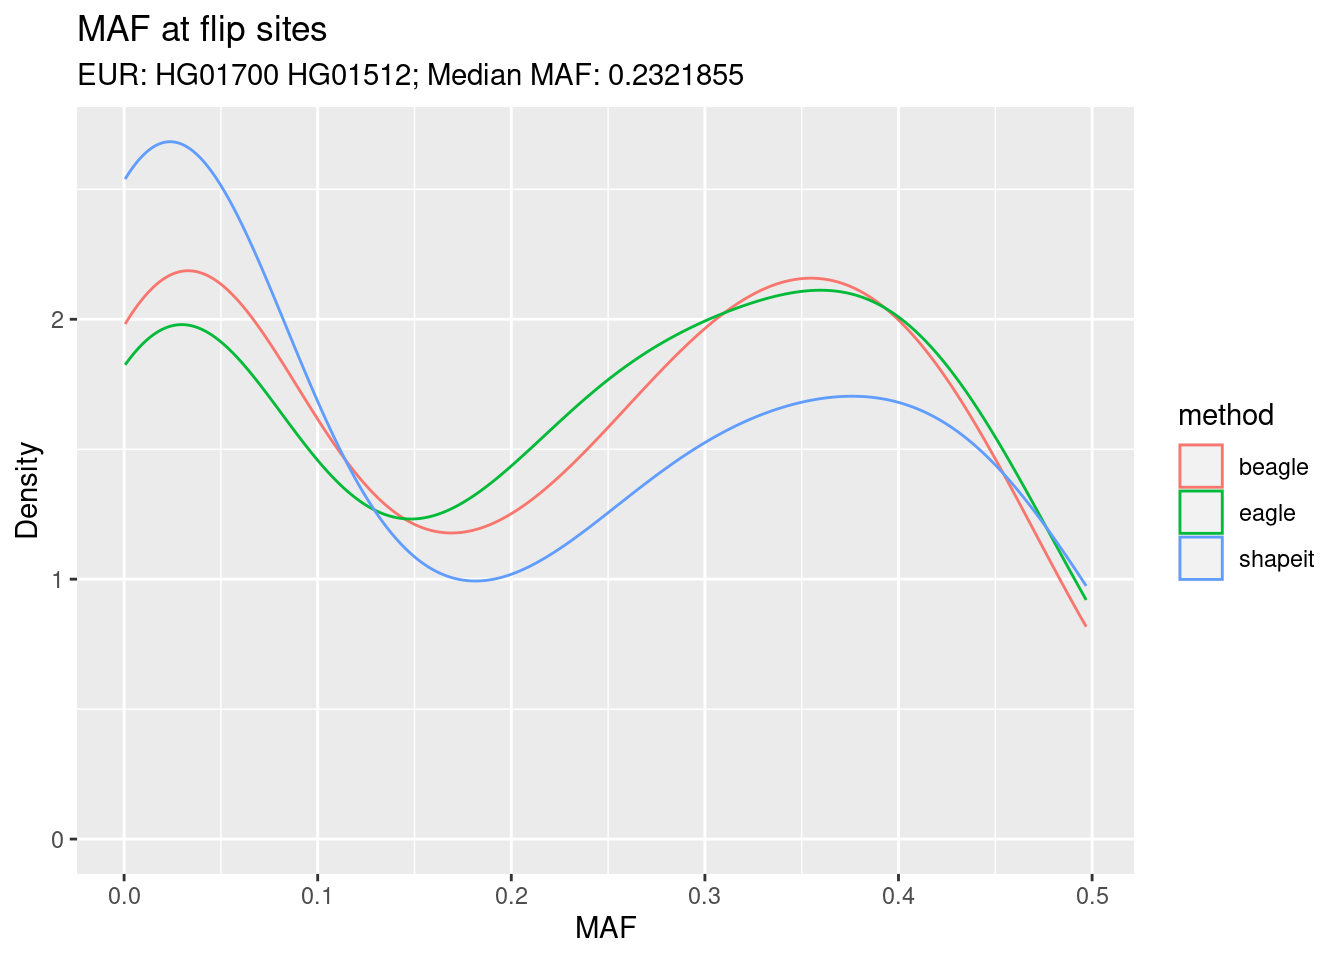 MAF at flip sites
EUR: HG01700 HG01512; Median MAF: 0.2321855
Density
2
1
0
0.0 0.1 0.2 0.3 0.4 0.5
MAF
method
beagle
eagle
shapeit